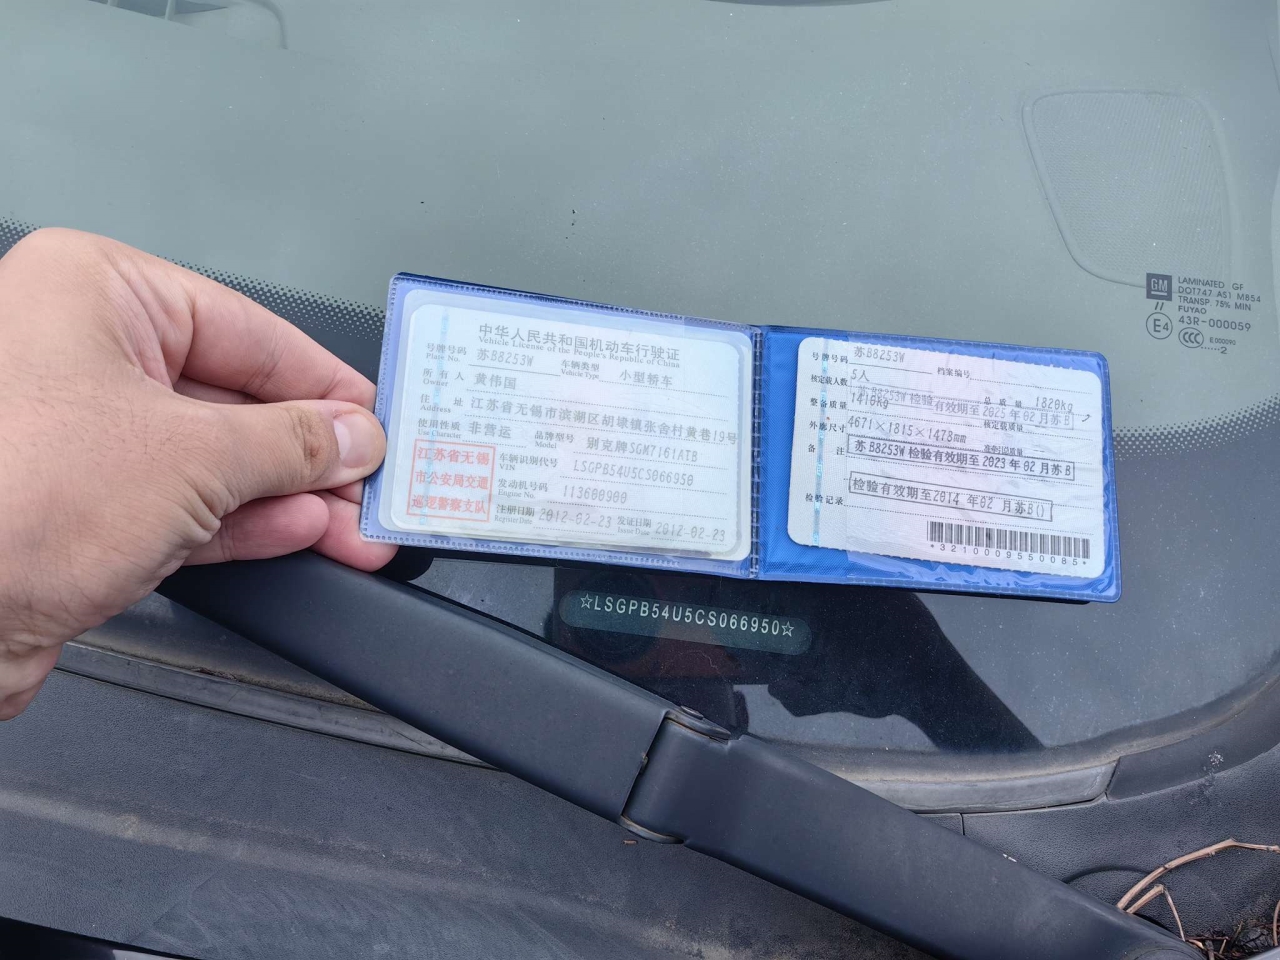 中华人民共和国机动车行驶证
Vehicle License of the People's Republic of China
号牌号码 苏B8253W 车辆类型 小型轿车
Plate No. Vehicle Type
所有人 黄伟国
Owner
住址 江苏省无锡市滨湖区胡埭镇张舍村黄巷19号
Address
使用性质 非营运 品牌型号 别克牌SGM7161ATB
Use Character Model
江苏省无锡
市公安局交通
巡逻警察支队
车辆识别代号 LSGPB54U5CS066950
VIN
发动机号码 113600900
Engine No.
注册日期 2012-02-23 发证日期 2012-02-23
Register Date Issue Date
号牌号码 苏B8253W 档案编号
核定载人数 5人 总质量 1820kg
苏B8253W 检验有效期至2025年02月苏B
整备质量 1410kg 核定载质量
外廓尺寸 4671×1815×1478mm
备注 苏B8253W 检验有效期至2023年02月苏B
检验有效期至2014年02月苏B()
检验记录
*3210009550085*
☆LSGPB54U5CS066950☆
GM
LAMINATED GF
DOT747 AS1 M854
TRANSP. 75% MIN
FUYAO
43R-000059
E4
CCC
E000090
2